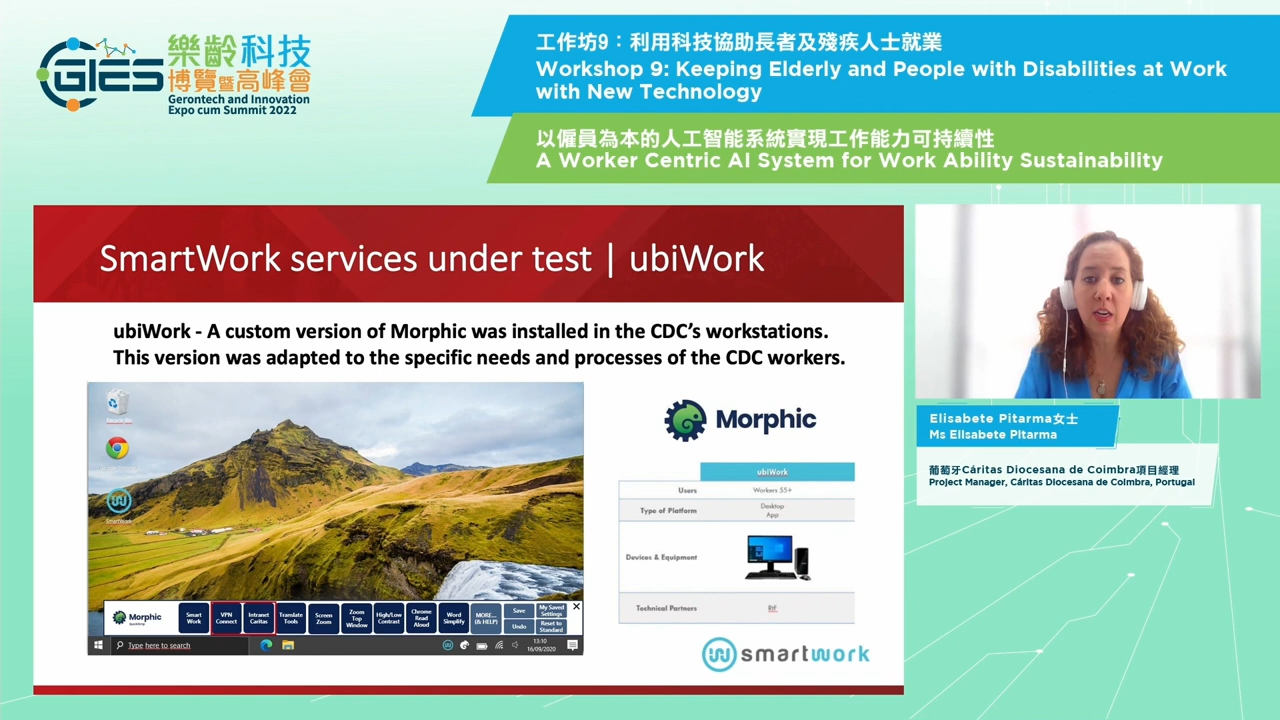 GIES
樂齡科技
博覽暨高峰會
Gerontech and Innovation
Expo cum Summit 2022
工作坊9：利用科技協助長者及殘疾人士就業
Workshop 9: Keeping Elderly and People with Disabilities at Work
with New Technology
以僱員為本的人工智能系統實現工作能力可持續性
A Worker Centric AI System for Work Ability Sustainability
SmartWork services under test | ubiWork
ubiWork - A custom version of Morphic was installed in the CDC's workstations.
This version was adapted to the specific needs and processes of the CDC workers.
Recycle Bin
SmartWork
Morphic
Smart Work
VPN Connect
Intranet Caritas
Translate Tools
Screen Zoom
Zoom Top Window
High/Low Contrast
Chrome Read Aloud
Word Simplify
MORE... (& HELP)
Save
Undo
My Saved Settings
Reset to Standard
Type here to search
13:10
16/09/2020
Morphic
ubiWork
Users Workers 55+
Type of Platform Desktop App
Devices & Equipment
Technical Partners RtF
smartwork
Elisabete Pitarma女士
Ms Elisabete Pitarma
葡萄牙Cáritas Diocesana de Coimbra項目經理
Project Manager, Cáritas Diocesana de Coimbra, Portugal